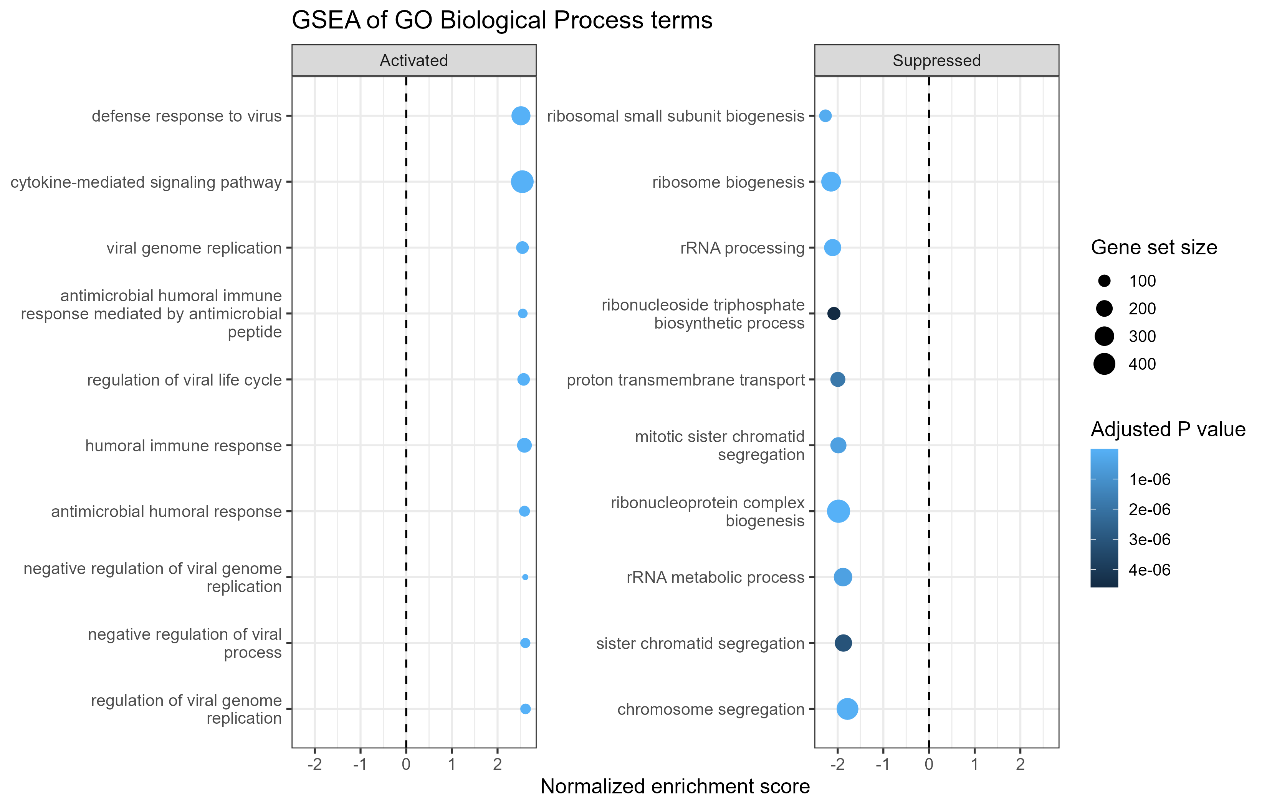 GSEA of GO Biological Process terms
Activated
defense response to virus
cytokine-mediated signaling pathway
viral genome replication
antimicrobial humoral immune
response mediated by antimicrobial
peptide
regulation of viral life cycle
humoral immune response
antimicrobial humoral response
negative regulation of viral genome
replication
negative regulation of viral
process
regulation of viral genome
replication
-2 -1 0 1 2
Suppressed
ribosomal small subunit biogenesis
ribosome biogenesis
rRNA processing
ribonucleoside triphosphate
biosynthetic process
proton transmembrane transport
mitotic sister chromatid
segregation
ribonucleoprotein complex
biogenesis
rRNA metabolic process
sister chromatid segregation
chromosome segregation
-2 -1 0 1 2
Normalized enrichment score
Gene set size
100
200
300
400
Adjusted P value
1e-06
2e-06
3e-06
4e-06